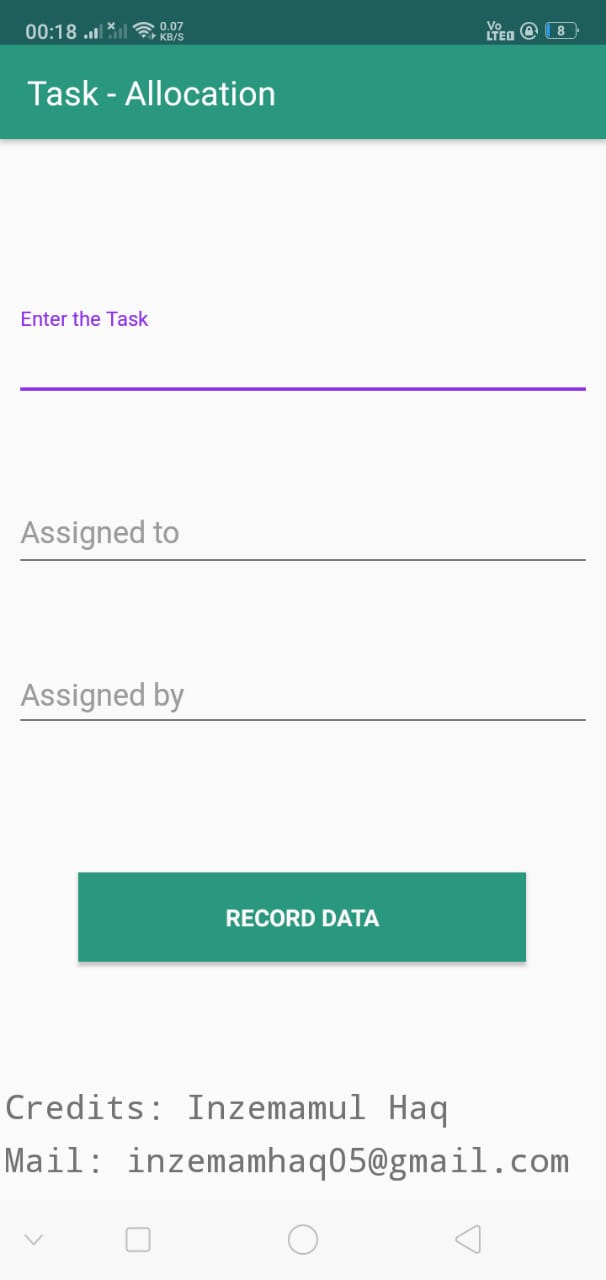 00:18 0.07 KB/S Vo LTE 8
Task - Allocation
Enter the Task
Assigned to
Assigned by
RECORD DATA
Credits: Inzemamul Haq
Mail: inzemamhaq05@gmail.com